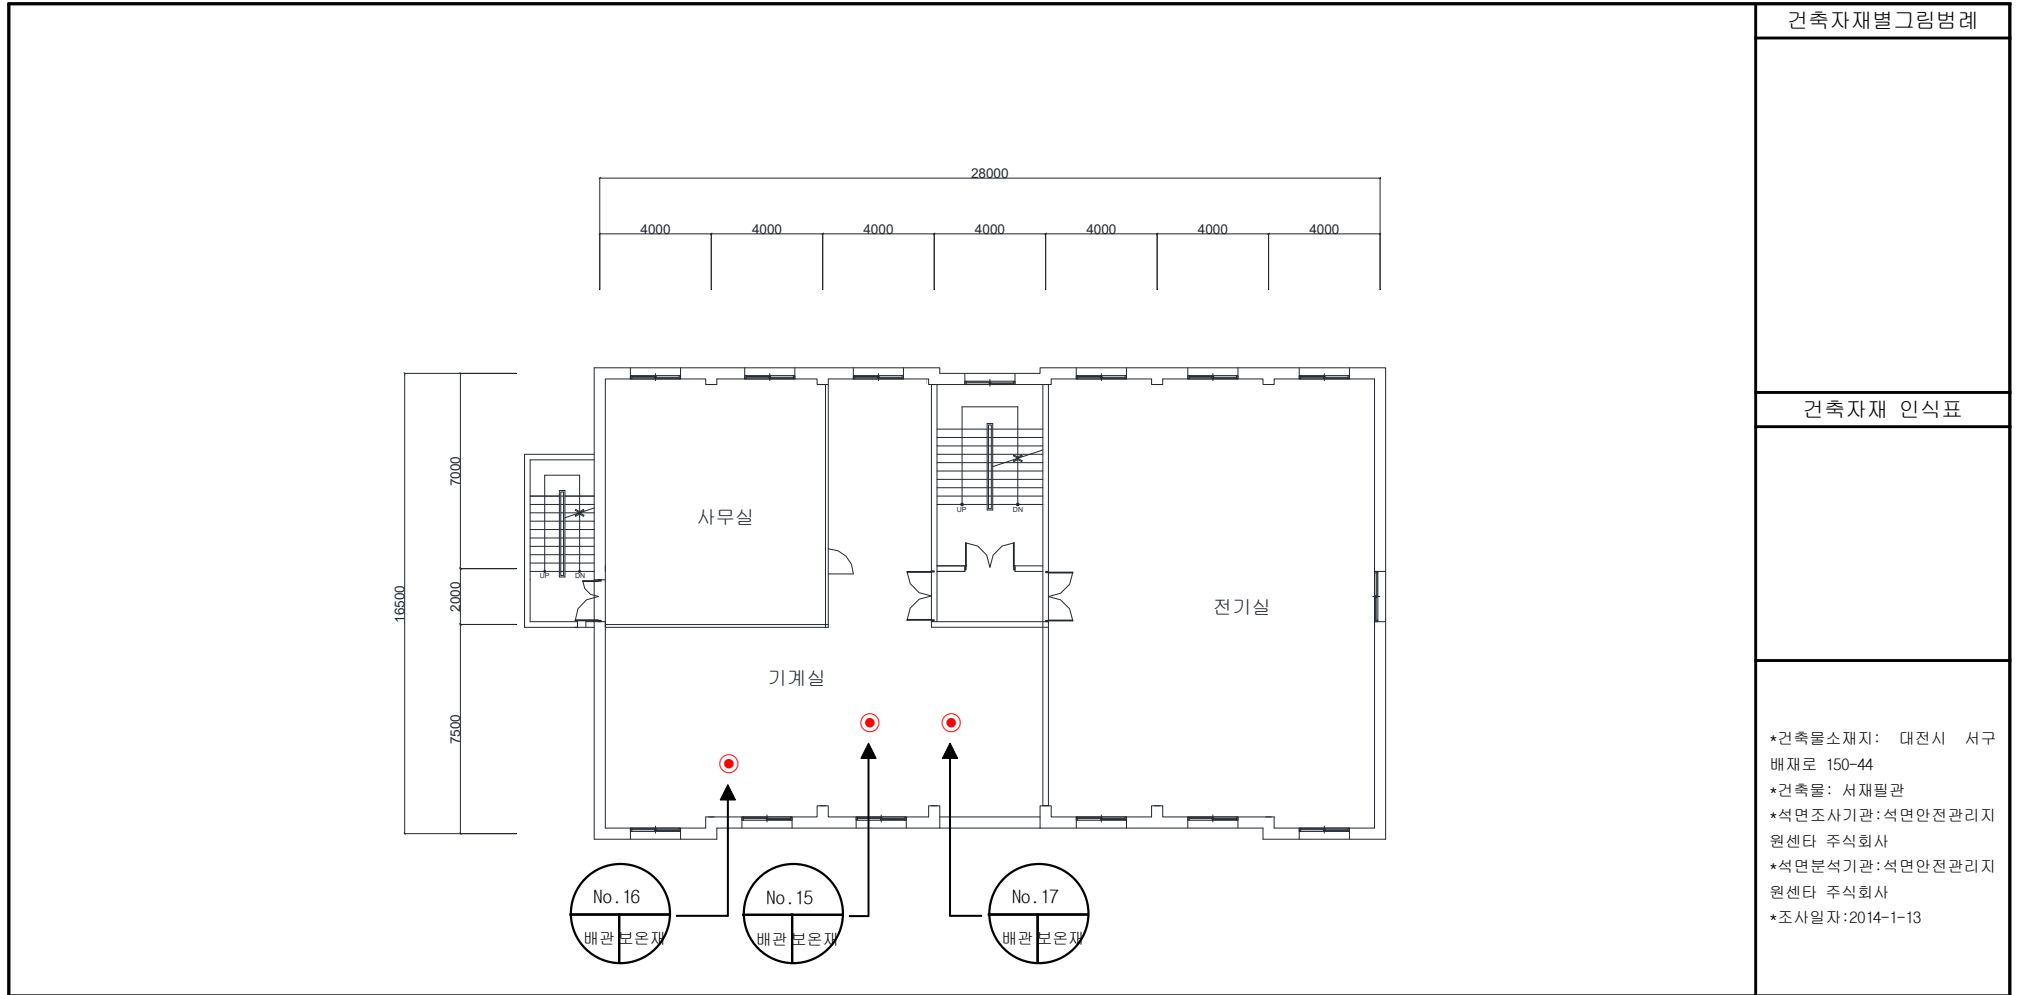 건축자재별그림범례
28000
4000 4000 4000 4000 4000 4000 4000
건축자재 인식표
16500
7000
2000
7500
UP DN
UP DN
사무실
전기실
기계실
No.16
배관 보온재
No.15
배관 보온재
No.17
배관 보온재
*건축물소재지: 대전시 서구
배재로 150-44
*건축물: 서재필관
*석면조사기관:석면안전관리지
원센타 주식회사
*석면분석기관:석면안전관리지
원센타 주식회사
*조사일자:2014-1-13